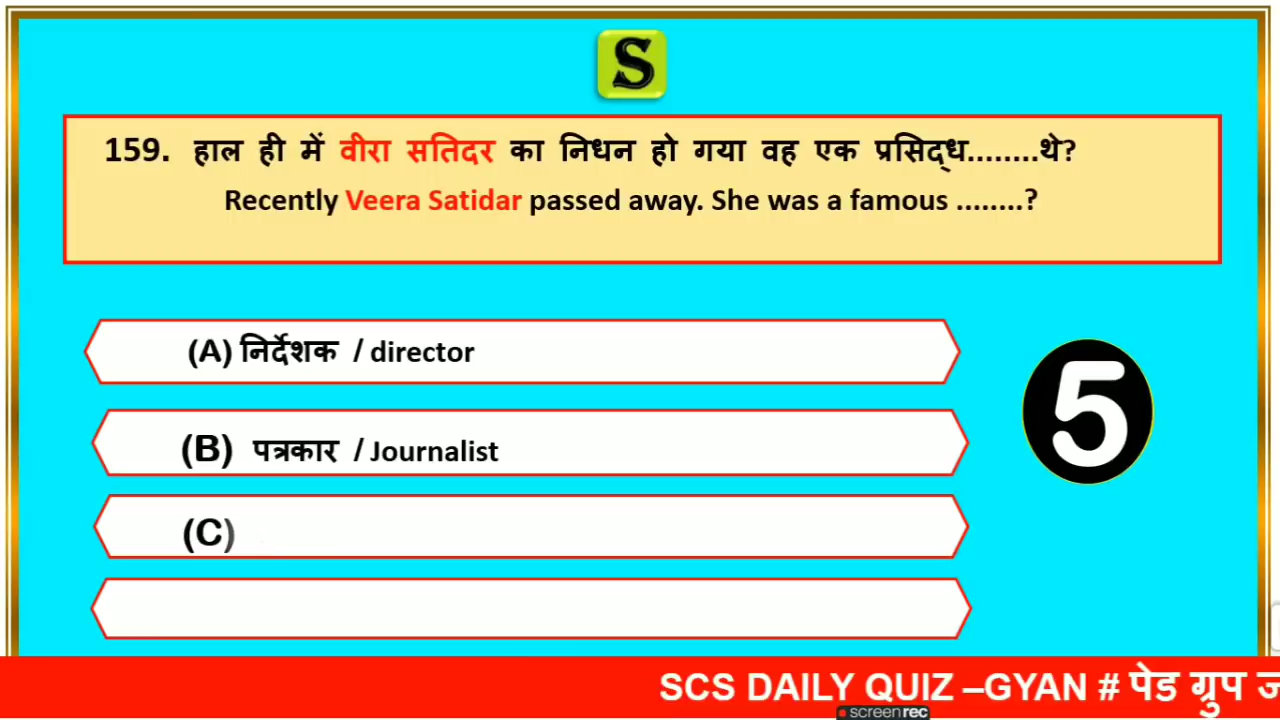 S
159. हाल ही में वीरा सतिदर का निधन हो गया वह एक प्रसिद्ध........थे?
Recently Veera Satidar passed away. She was a famous ........?
(A) निर्देशक / director
(B) पत्रकार / Journalist
5
(C)
SCS DAILY QUIZ –GYAN # पेड ग्रुप ज
screenrec